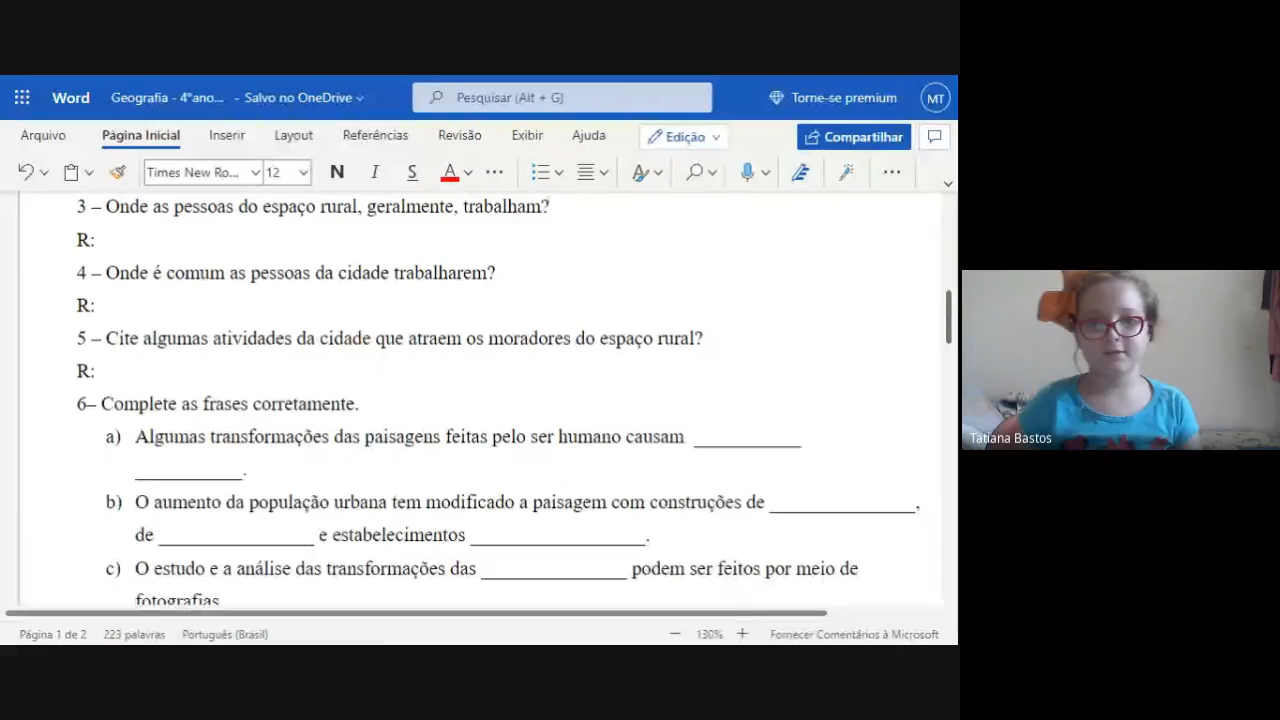 Word Geografia - 4°ano... - Salvo no OneDrive Pesquisar (Alt + G) Torne-se premium MT
Arquivo Página Inicial Inserir Layout Referências Revisão Exibir Ajuda Edição Compartilhar
Times New Ro... 12 N I S A ...
3 – Onde as pessoas do espaço rural, geralmente, trabalham?
R:
4 – Onde é comum as pessoas da cidade trabalharem?
R:
5 – Cite algumas atividades da cidade que atraem os moradores do espaço rural?
R:
6– Complete as frases corretamente.
a) Algumas transformações das paisagens feitas pelo ser humano causam ___________
___________.
b) O aumento da população urbana tem modificado a paisagem com construções de _______________,
de ________________ e estabelecimentos __________________.
c) O estudo e a análise das transformações das _______________ podem ser feitos por meio de
fotografias
Página 1 de 2 223 palavras Português (Brasil) — 130% + Fornecer Comentários à Microsoft
Tatiana Bastos